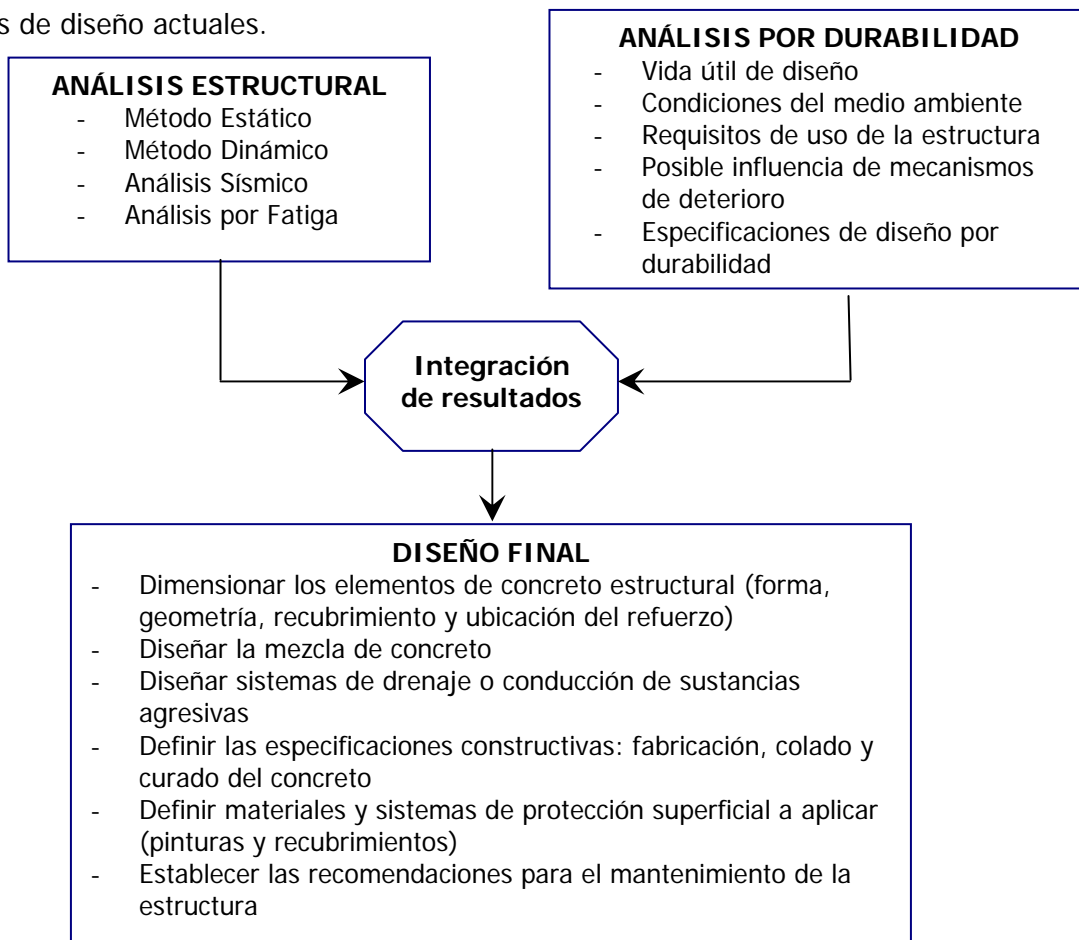 s de diseño actuales.
ANÁLISIS ESTRUCTURAL
- Método Estático
- Método Dinámico
- Análisis Sísmico
- Análisis por Fatiga
ANÁLISIS POR DURABILIDAD
- Vida útil de diseño
- Condiciones del medio ambiente
- Requisitos de uso de la estructura
- Posible influencia de mecanismos
de deterioro
- Especificaciones de diseño por
durabilidad
Integración
de resultados
DISEÑO FINAL
- Dimensionar los elementos de concreto estructural (forma,
geometría, recubrimiento y ubicación del refuerzo)
- Diseñar la mezcla de concreto
- Diseñar sistemas de drenaje o conducción de sustancias
agresivas
- Definir las especificaciones constructivas: fabricación, colado y
curado del concreto
- Definir materiales y sistemas de protección superficial a aplicar
(pinturas y recubrimientos)
- Establecer las recomendaciones para el mantenimiento de la
estructura